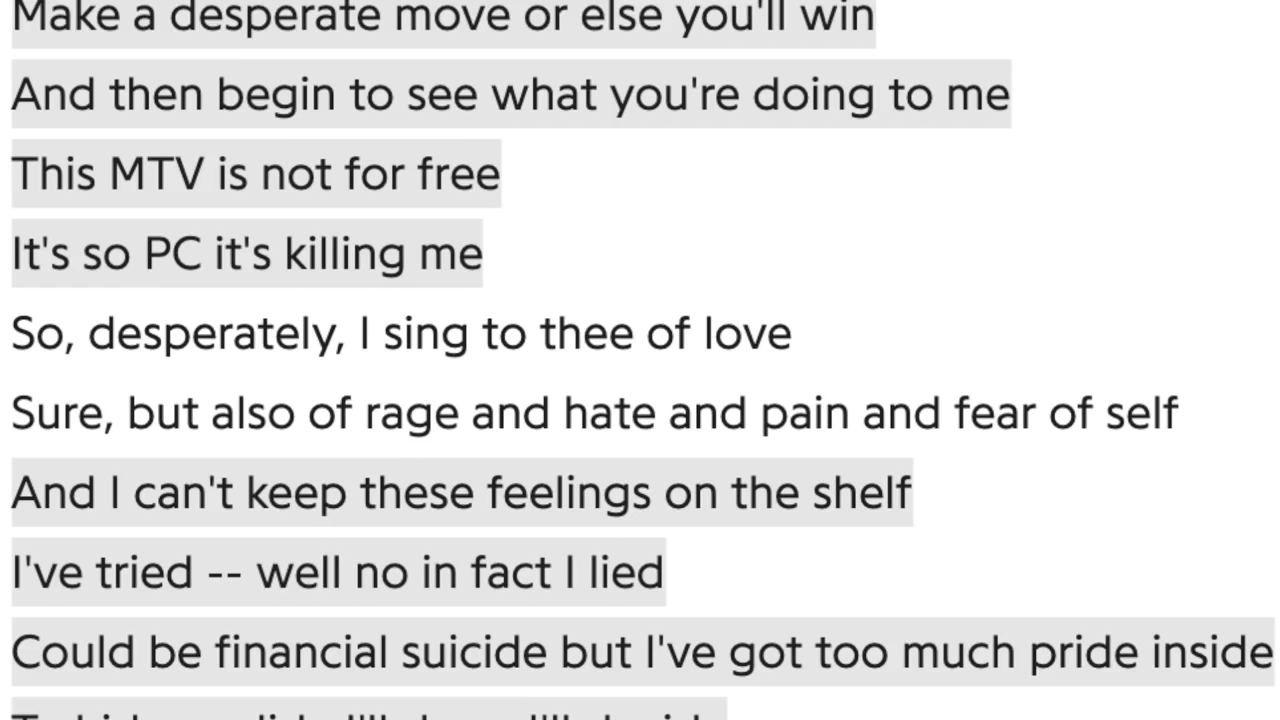 Make a desperate move or else you'll win
And then begin to see what you're doing to me
This MTV is not for free
It's so PC it's killing me
So, desperately, I sing to thee of love
Sure, but also of rage and hate and pain and fear of self
And I can't keep these feelings on the shelf
I've tried -- well no in fact I lied
Could be financial suicide but I've got too much pride inside